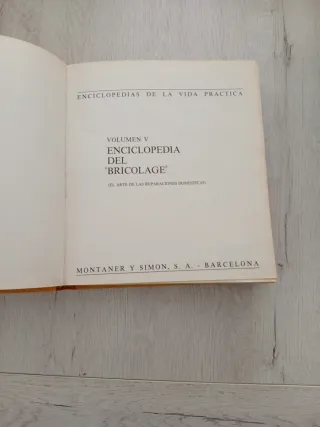 ENCICLOPEDIAS DE LA VIDA PRACTICA
VOLUMEN V
ENCICLOPEDIA
DEL
"BRICOLAGE"
(EL ARTE DE LAS REPARACIONES DOMESTICAS)
MONTANER Y SIMON, S. A. - BARCELONA